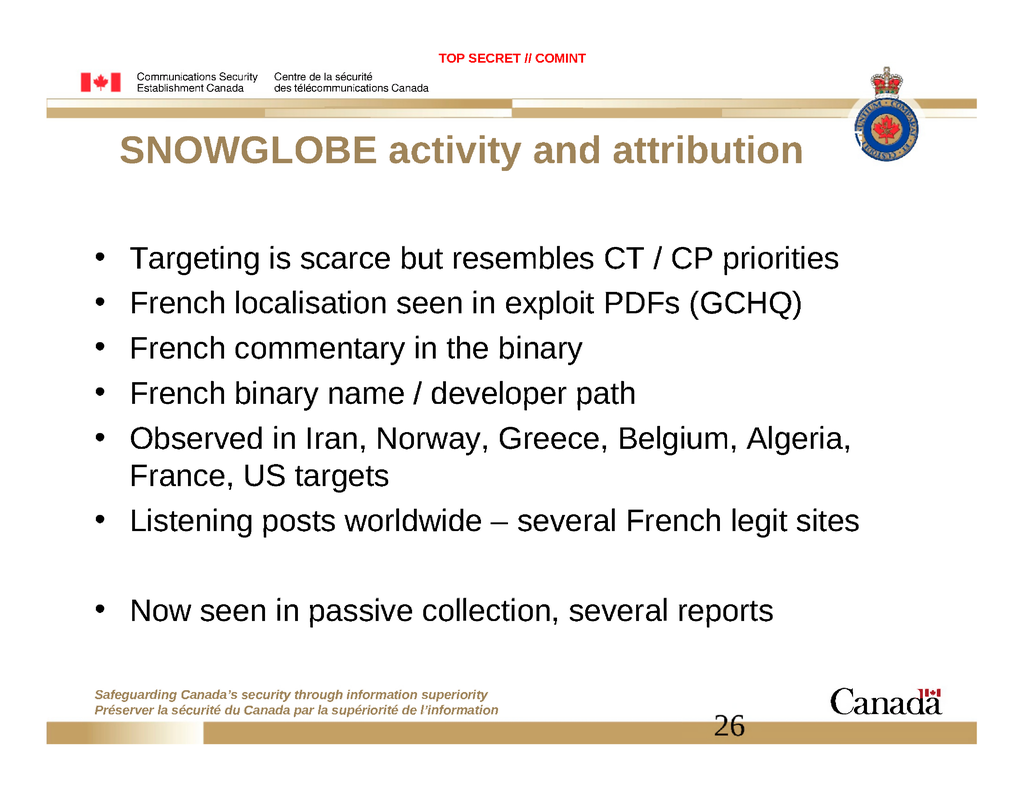 TOP SECRET // COMINT
Communications Security Centre de la sécurité
Establishment Canada des télécommunications Canada
SNOWGLOBE activity and attribution
• Targeting is scarce but resembles CT / CP priorities
• French localisation seen in exploit PDFs (GCHQ)
• French commentary in the binary
• French binary name / developer path
• Observed in Iran, Norway, Greece, Belgium, Algeria,
France, US targets
• Listening posts worldwide – several French legit sites
• Now seen in passive collection, several reports
Safeguarding Canada's security through information superiority
Préserver la sécurité du Canada par la supériorité de l'information
Canada
26